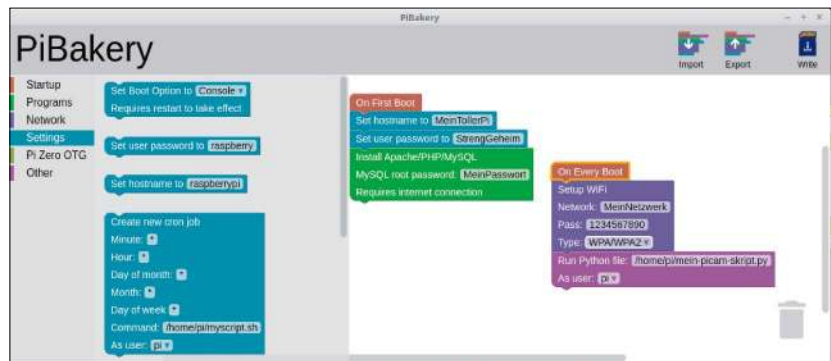 PiBakery
PiBakery
Import
Export
Write
Startup
Programs
Network
Settings
Pi Zero OTG
Other
Set Boot Option to Console
Requires restart to take effect
Set user password to raspberry
Set hostname to raspberrypi
Create new cron job
Minute: *
Hour: *
Day of month: *
Month: *
Day of week *
Command: /home/pi/myscript.sh
As user: pi
On First Boot
Set hostname to MeinTollerPi
Set user password to StrengGeheim
Install Apache/PHP/MySQL
MySQL root password: MeinPasswort
Requires internet connection
On Every Boot
Setup WiFi
Network: MeinNetzwerk
Pass: 1234567890
Type: WPA/WPA2
Run Python file: /home/pi/mein-picam-skript.py
As user: pi